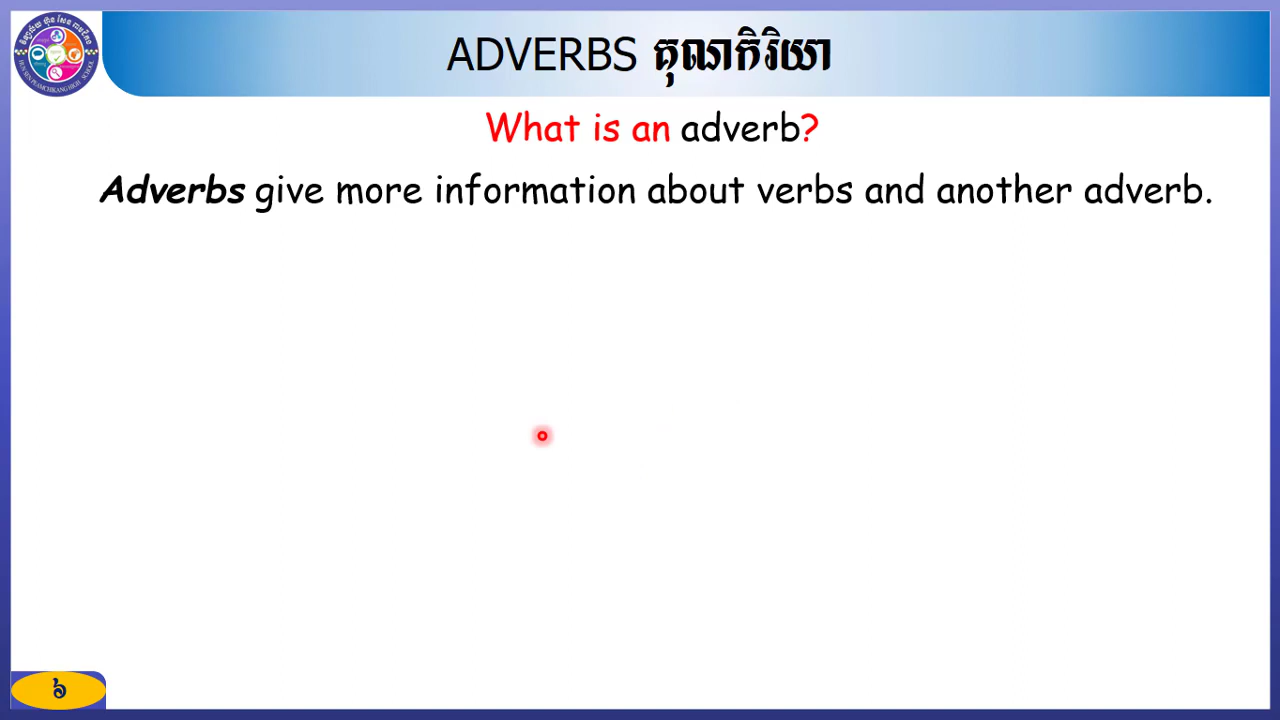 ADVERBS គុណកិរិយា
What is an adverb?
Adverbs give more information about verbs and another adverb.
៦